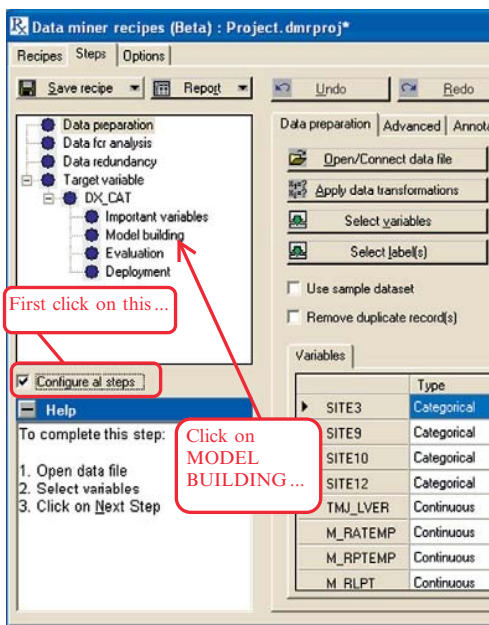 Data miner recipes (Beta) : Project.dmrproj*
Recipes Steps Options
Save recipe Report Undo Redo
Data preparation
Data for analysis
Data redundancy
Target variable
DX_CAT
Important variables
Model building
Evaluation
Deployment
First click on this...
Configure al steps
Help
To complete this step:
1. Open data file
2. Select variables
3. Click on Next Step
Click on
MODEL
BUILDING...
Data preparation Advanced Annota
Open/Connect data file
Apply data transformations
Select variables
Select label(s)
Use sample dataset
Remove duplicate record(s)
Variables
Type
SITE3 Categorical
SITE9 Categorical
SITE10 Categorical
SITE12 Categorical
TMJ_LVER Continuous
M_RATEMP Continuous
M_RPTEMP Continuous
M_RLPT Continuous